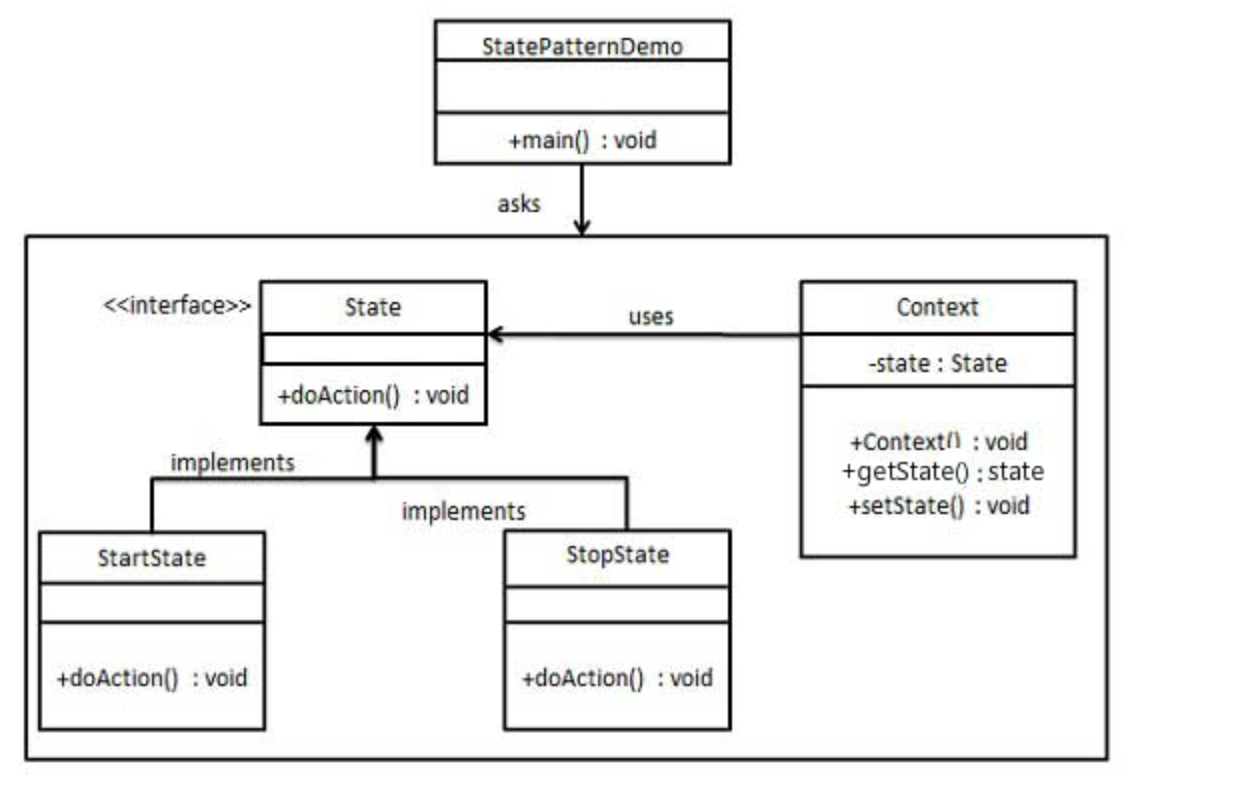 StatePatternDemo
+main() : void
asks
<<interface>>
State
+doAction() : void
uses
Context
-state : State
+Context() : void
+getState() : state
+setState() : void
implements
implements
StartState
+doAction() : void
StopState
+doAction() : void